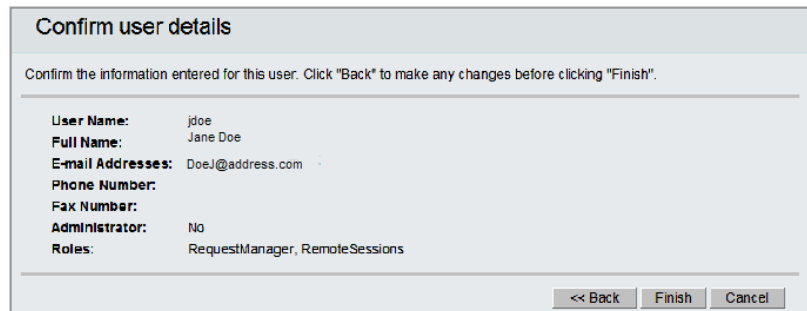 Confirm user details
Confirm the information entered for this user. Click "Back" to make any changes before clicking "Finish".
User Name: jdoe
Full Name: Jane Doe
E-mail Addresses: DoeJ@address.com
Phone Number:
Fax Number:
Administrator: No
Roles: RequestManager, RemoteSessions
<< Back Finish Cancel